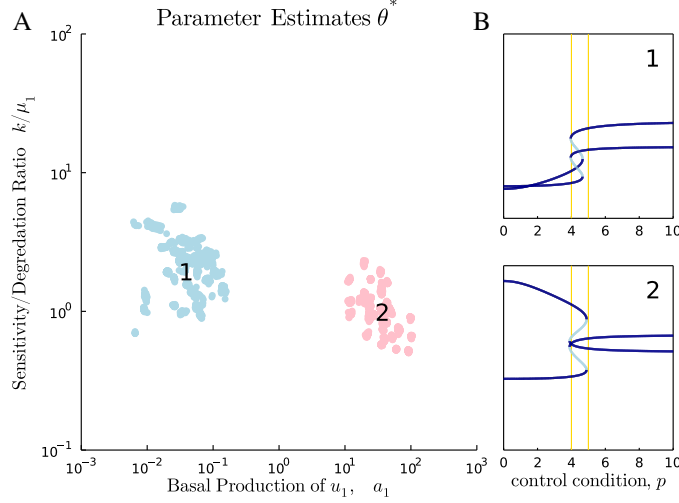 A
Parameter Estimates θ*
B
Sensitivity/Degredation Ratio k/μ₁
10²
10¹
10⁰
10⁻¹
1
2
10⁻³ 10⁻² 10⁻¹ 10⁰ 10¹ 10² 10³
Basal Production of u₁, a₁
1
0 2 4 6 8 10
2
0 2 4 6 8 10
control condition, p